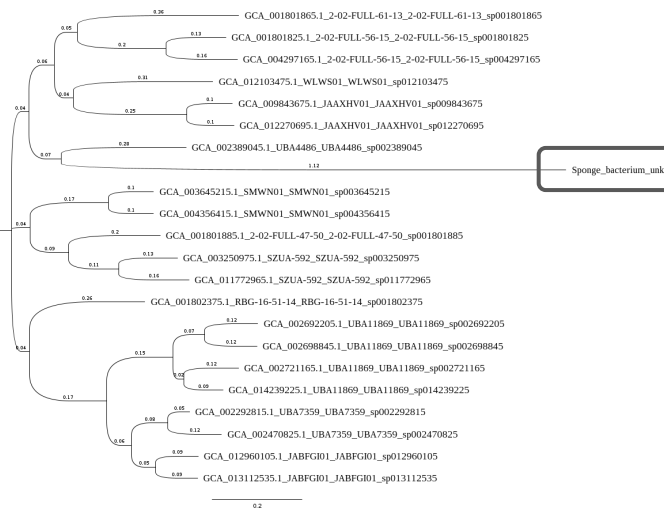 0.36
GCA_001801865.1_2-02-FULL-61-13_2-02-FULL-61-13_sp001801865
0.05
0.13
GCA_001801825.1_2-02-FULL-56-15_2-02-FULL-56-15_sp001801825
0.2
0.16
GCA_004297165.1_2-02-FULL-56-15_2-02-FULL-56-15_sp004297165
0.06
0.31
GCA_012103475.1_WLWS01_WLWS01_sp012103475
0.04
0.1
GCA_009843675.1_JAAXHV01_JAAXHV01_sp009843675
0.25
0.1
GCA_012270695.1_JAAXHV01_JAAXHV01_sp012270695
0.04
0.28
GCA_002389045.1_UBA4486_UBA4486_sp002389045
0.07
1.12
Sponge_bacterium_unk
0.1
GCA_003645215.1_SMWN01_SMWN01_sp003645215
0.17
0.1
GCA_004356415.1_SMWN01_SMWN01_sp004356415
0.04
0.2
GCA_001801885.1_2-02-FULL-47-50_2-02-FULL-47-50_sp001801885
0.09
0.13
GCA_003250975.1_SZUA-592_SZUA-592_sp003250975
0.11
0.16
GCA_011772965.1_SZUA-592_SZUA-592_sp011772965
0.26
GCA_001802375.1_RBG-16-51-14_RBG-16-51-14_sp001802375
0.04
0.12
GCA_002692205.1_UBA11869_UBA11869_sp002692205
0.07
0.12
GCA_002698845.1_UBA11869_UBA11869_sp002698845
0.15
0.12
GCA_002721165.1_UBA11869_UBA11869_sp002721165
0.02
0.09
GCA_014239225.1_UBA11869_UBA11869_sp014239225
0.17
0.05
GCA_002292815.1_UBA7359_UBA7359_sp002292815
0.08
0.12
GCA_002470825.1_UBA7359_UBA7359_sp002470825
0.06
0.09
GCA_012960105.1_JABFGI01_JABFGI01_sp012960105
0.05
0.09
GCA_013112535.1_JABFGI01_JABFGI01_sp013112535
0.2